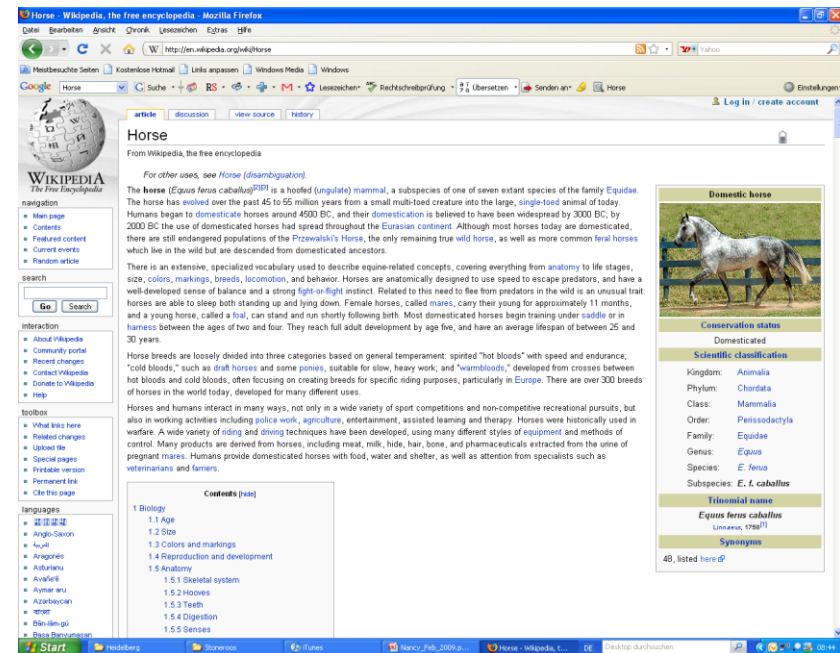 Horse - Wikipedia, the free encyclopedia - Mozilla Firefox
Datei Bearbeiten Ansicht Chronik Lesezeichen Extras Hilfe
http://en.wikipedia.org/wiki/Horse
Yahoo
Meistbesuchte Seiten Kostenlose Hotmail Links anpassen Windows Media Windows
Google Horse Suche RS Lesezeichen Rechtschreibprüfung Übersetzen Senden an Horse Einstellungen
Log in / create account
article discussion view source history
WIKIPEDIA
The Free Encyclopedia
navigation
Main page
Contents
Featured content
Current events
Random article
search
Go Search
interaction
About Wikipedia
Community portal
Recent changes
Contact Wikipedia
Donate to Wikipedia
Help
toolbox
What links here
Related changes
Upload file
Special pages
Printable version
Permanent link
Cite this page
languages
Anglo-Saxon
العربية
Aragonés
Asturianu
Avañe'ẽ
Aymar aru
Azərbaycan
বাংলা
Bân-lâm-gú
Basa Banyumasan
Horse
From Wikipedia, the free encyclopedia
For other uses, see Horse (disambiguation).
The horse (Equus ferus caballus)[2][3] is a hoofed (ungulate) mammal, a subspecies of one of seven extant species of the family Equidae.
The horse has evolved over the past 45 to 55 million years from a small multi-toed creature into the large, single-toed animal of today.
Humans began to domesticate horses around 4500 BC, and their domestication is believed to have been widespread by 3000 BC; by
2000 BC the use of domesticated horses had spread throughout the Eurasian continent. Although most horses today are domesticated,
there are still endangered populations of the Przewalski's Horse, the only remaining true wild horse, as well as more common feral horses
which live in the wild but are descended from domesticated ancestors.
There is an extensive, specialized vocabulary used to describe equine-related concepts, covering everything from anatomy to life stages,
size, colors, markings, breeds, locomotion, and behavior. Horses are anatomically designed to use speed to escape predators, and have a
well-developed sense of balance and a strong fight-or-flight instinct. Related to this need to flee from predators in the wild is an unusual trait:
horses are able to sleep both standing up and lying down. Female horses, called mares, carry their young for approximately 11 months,
and a young horse, called a foal, can stand and run shortly following birth. Most domesticated horses begin training under saddle or in
harness between the ages of two and four. They reach full adult development by age five, and have an average lifespan of between 25 and
30 years.
Horse breeds are loosely divided into three categories based on general temperament: spirited "hot bloods" with speed and endurance;
"cold bloods," such as draft horses and some ponies, suitable for slow, heavy work; and "warmbloods," developed from crosses between
hot bloods and cold bloods, often focusing on creating breeds for specific riding purposes, particularly in Europe. There are over 300 breeds
of horses in the world today, developed for many different uses.
Horses and humans interact in many ways, not only in a wide variety of sport competitions and non-competitive recreational pursuits, but
also in working activities including police work, agriculture, entertainment, assisted learning and therapy. Horses were historically used in
warfare. A wide variety of riding and driving techniques have been developed, using many different styles of equipment and methods of
control. Many products are derived from horses, including meat, milk, hide, hair, bone, and pharmaceuticals extracted from the urine of
pregnant mares. Humans provide domesticated horses with food, water and shelter, as well as attention from specialists such as
veterinarians and farriers.
Contents [hide]
1 Biology
1.1 Age
1.2 Size
1.3 Colors and markings
1.4 Reproduction and development
1.5 Anatomy
1.5.1 Skeletal system
1.5.2 Hooves
1.5.3 Teeth
1.5.4 Digestion
1.5.5 Senses
Domestic horse
Conservation status
Domesticated
Scientific classification
Kingdom: Animalia
Phylum: Chordata
Class: Mammalia
Order: Perissodactyla
Family: Equidae
Genus: Equus
Species: E. ferus
Subspecies: E. f. caballus
Trinomial name
Equus ferus caballus
Linnaeus, 1758[1]
Synonyms
48, listed here
Start Heidelberg Stoneroos iTunes Nancy_Feb_2009.p... Horse - Wikipedia, t... DE Desktop durchsuchen 08:44